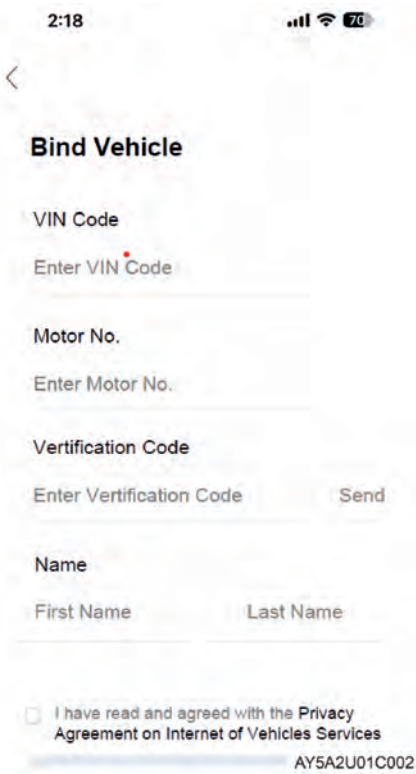 2:18 70
Bind Vehicle
VIN Code
Enter VIN Code
Motor No.
Enter Motor No.
Vertification Code
Enter Vertification Code Send
Name
First Name Last Name
I have read and agreed with the Privacy
Agreement on Internet of Vehicles Services
AY5A2U01C002